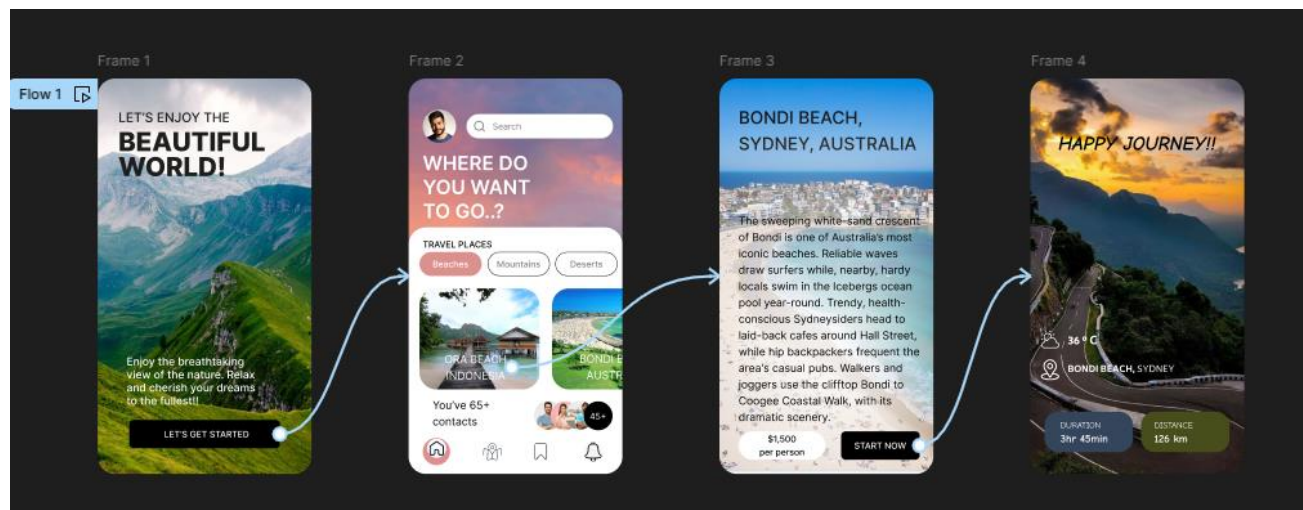 Frame 1
Frame 2
Frame 3
Frame 4
Flow 1
LET'S ENJOY THE
BEAUTIFUL
WORLD!
Enjoy the breathtaking
view of the nature. Relax
and cherish your dreams
to the fullest!!
LET'S GET STARTED
Search
WHERE DO
YOU WANT
TO GO..?
TRAVEL PLACES
Beaches
Mountains
Deserts
ORA BEACH,
INDONESIA
BONDI B
AUSTR
You've 65+
contacts
45+
BONDI BEACH,
SYDNEY, AUSTRALIA
The sweeping white-sand crescent
of Bondi is one of Australia's most
iconic beaches. Reliable waves
draw surfers while, nearby, hardy
locals swim in the Icebergs ocean
pool year-round. Trendy, health-
conscious Sydneysiders head to
laid-back cafes around Hall Street,
while hip backpackers frequent the
area's casual pubs. Walkers and
joggers use the clifftop Bondi to
Coogee Coastal Walk, with its
dramatic scenery.
$1,500
per person
START NOW
HAPPY JOURNEY!!
36 º C
BONDI BEACH, SYDNEY
DURATION
3hr 45min
DISTANCE
126 km